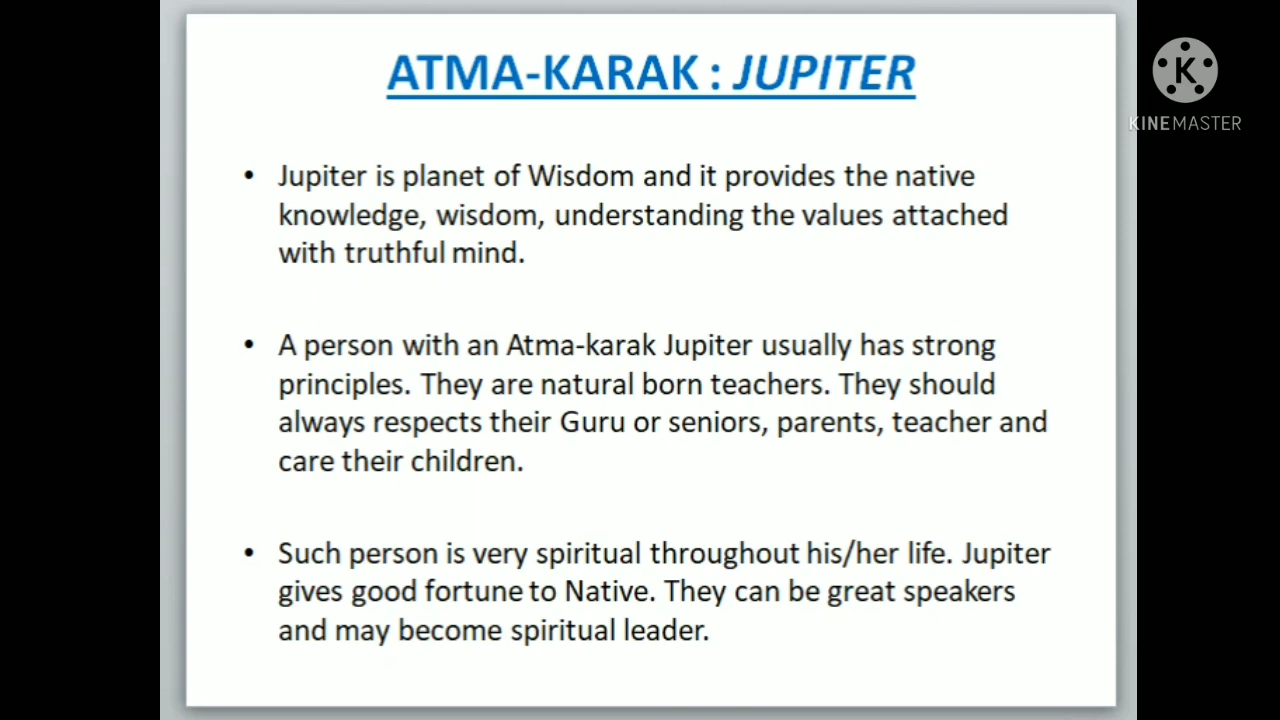 ATMA-KARAK : JUPITER
K
KINEMASTER
• Jupiter is planet of Wisdom and it provides the native
knowledge, wisdom, understanding the values attached
with truthful mind.
• A person with an Atma-karak Jupiter usually has strong
principles. They are natural born teachers. They should
always respects their Guru or seniors, parents, teacher and
care their children.
• Such person is very spiritual throughout his/her life. Jupiter
gives good fortune to Native. They can be great speakers
and may become spiritual leader.